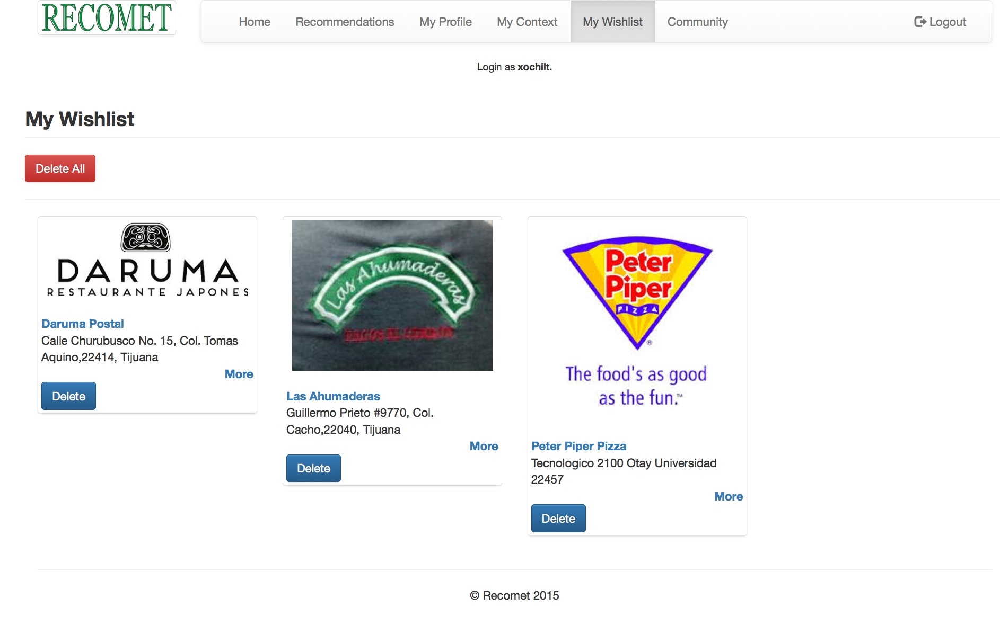 RECOMET
Home
Recommendations
My Profile
My Context
My Wishlist
Community
Logout
Login as xochilt.
My Wishlist
Delete All
DARUMA
RESTAURANTE JAPONES
Daruma Postal
Calle Churubusco No. 15, Col. Tomas
Aquino,22414, Tijuana
More
Delete
Las Ahumaderas
Las Ahumaderas
Guillermo Prieto #9770, Col.
Cacho,22040, Tijuana
More
Delete
Peter
Piper
PIZZA
®
The food's as good
as the fun.™
Peter Piper Pizza
Tecnologico 2100 Otay Universidad
22457
More
Delete
© Recomet 2015